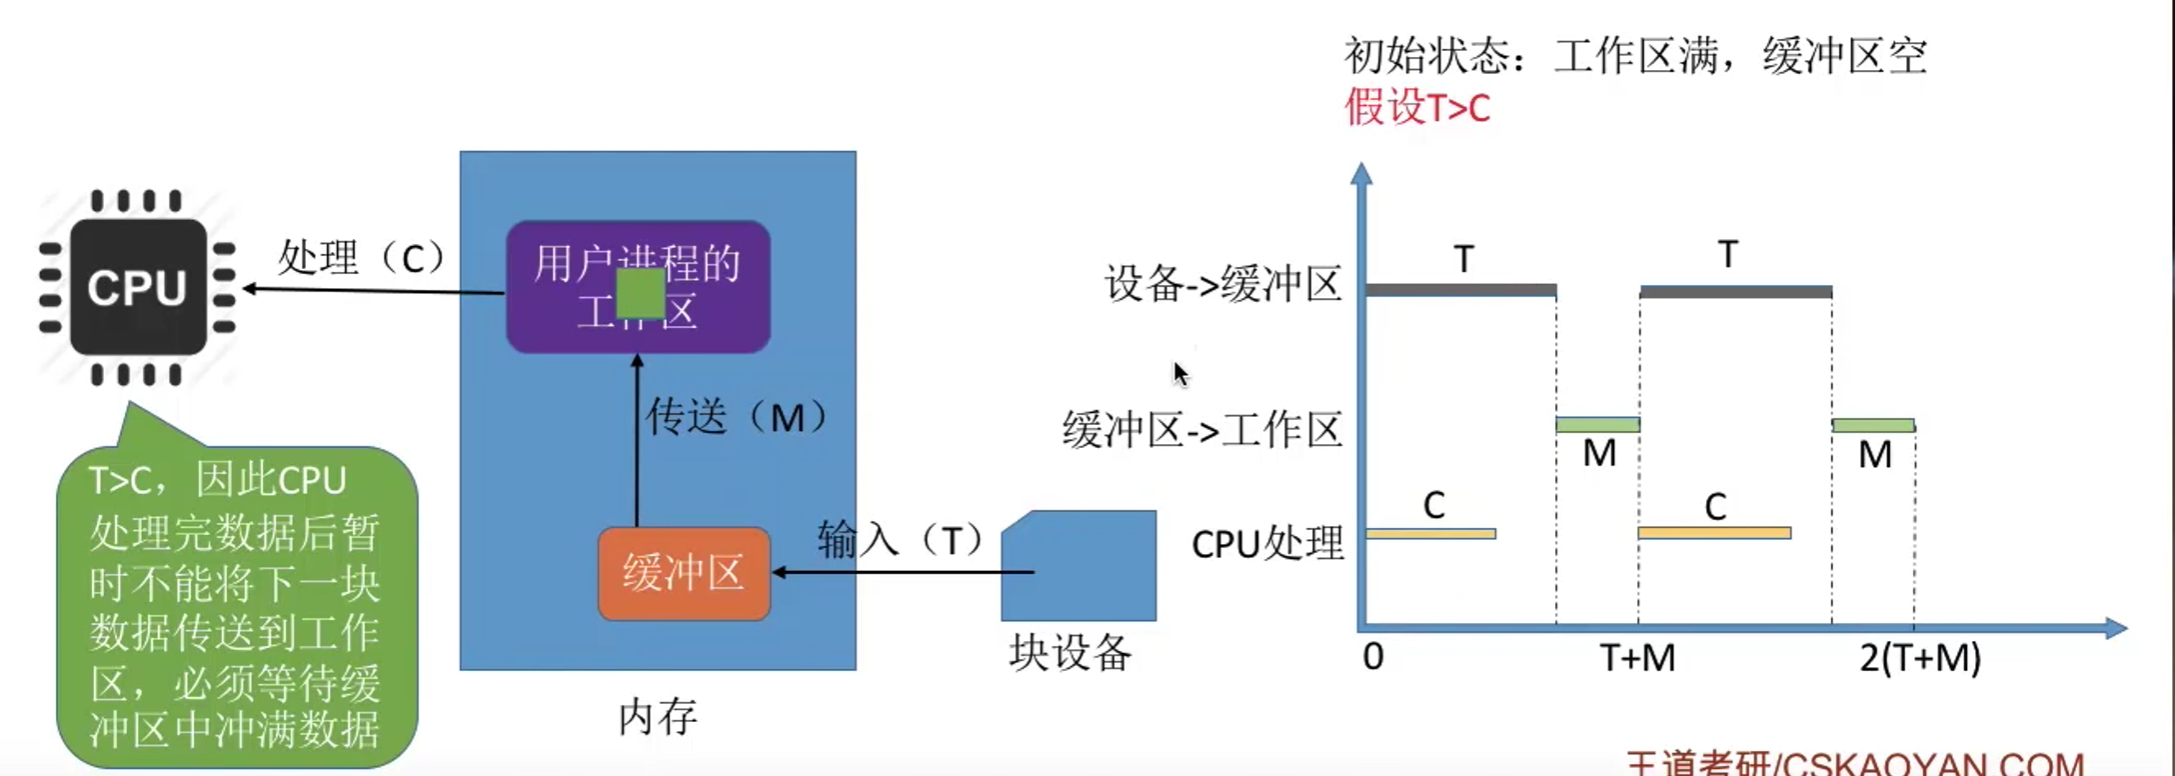 初始状态：工作区满，缓冲区空
假设T>C
CPU
处理（C）
用户进程的
工作区
传送（M）
缓冲区
输入（T）
块设备
内存
T>C，因此CPU
处理完数据后暂
时不能将下一块
数据传送到工作
区，必须等待缓
冲区中冲满数据
设备->缓冲区
T
T
缓冲区->工作区
M
M
CPU处理
C
C
0
T+M
2(T+M)
王道考研/CSKAOYAN.COM